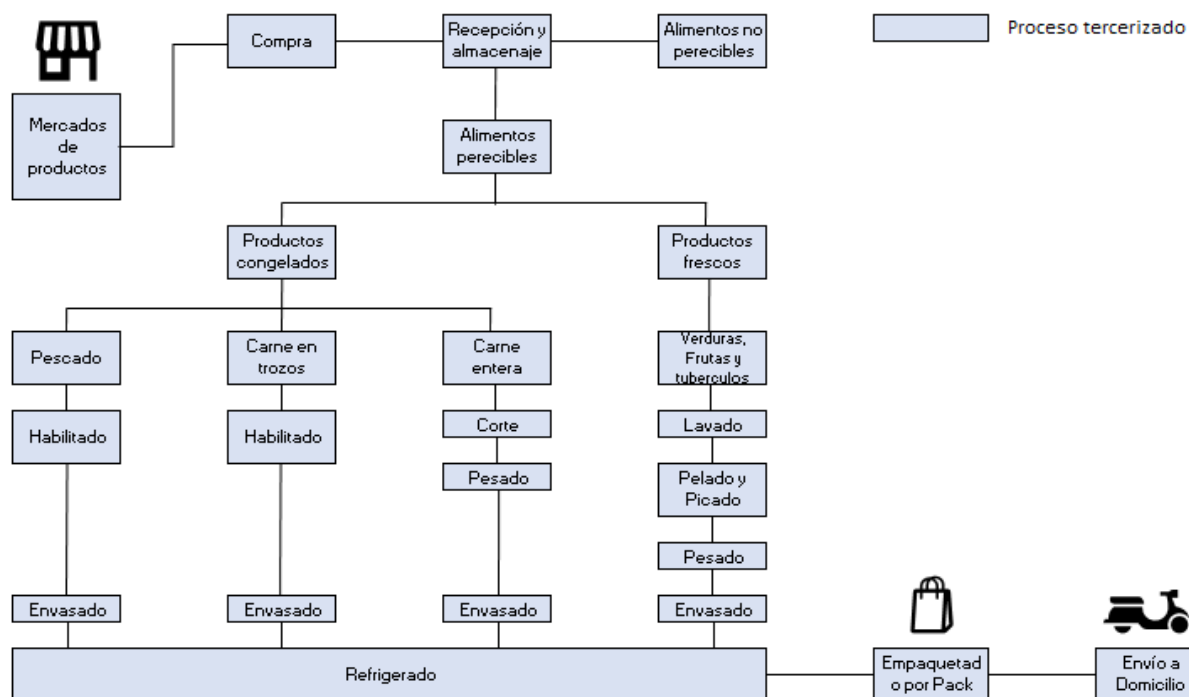 Compra
Recepción y
almacenaje
Alimentos no
perecibles
Proceso tercerizado
Mercados
de
productos
Alimentos
perecibles
Productos
congelados
Productos
frescos
Pescado
Carne en
trozos
Carne
entera
Verduras,
Frutas y
tuberculos
Habilitado
Habilitado
Corte
Lavado
Pesado
Pelado y
Picado
Pesado
Envasado
Envasado
Envasado
Envasado
Refrigerado
Empaquetad
o por Pack
Envío a
Domicilio